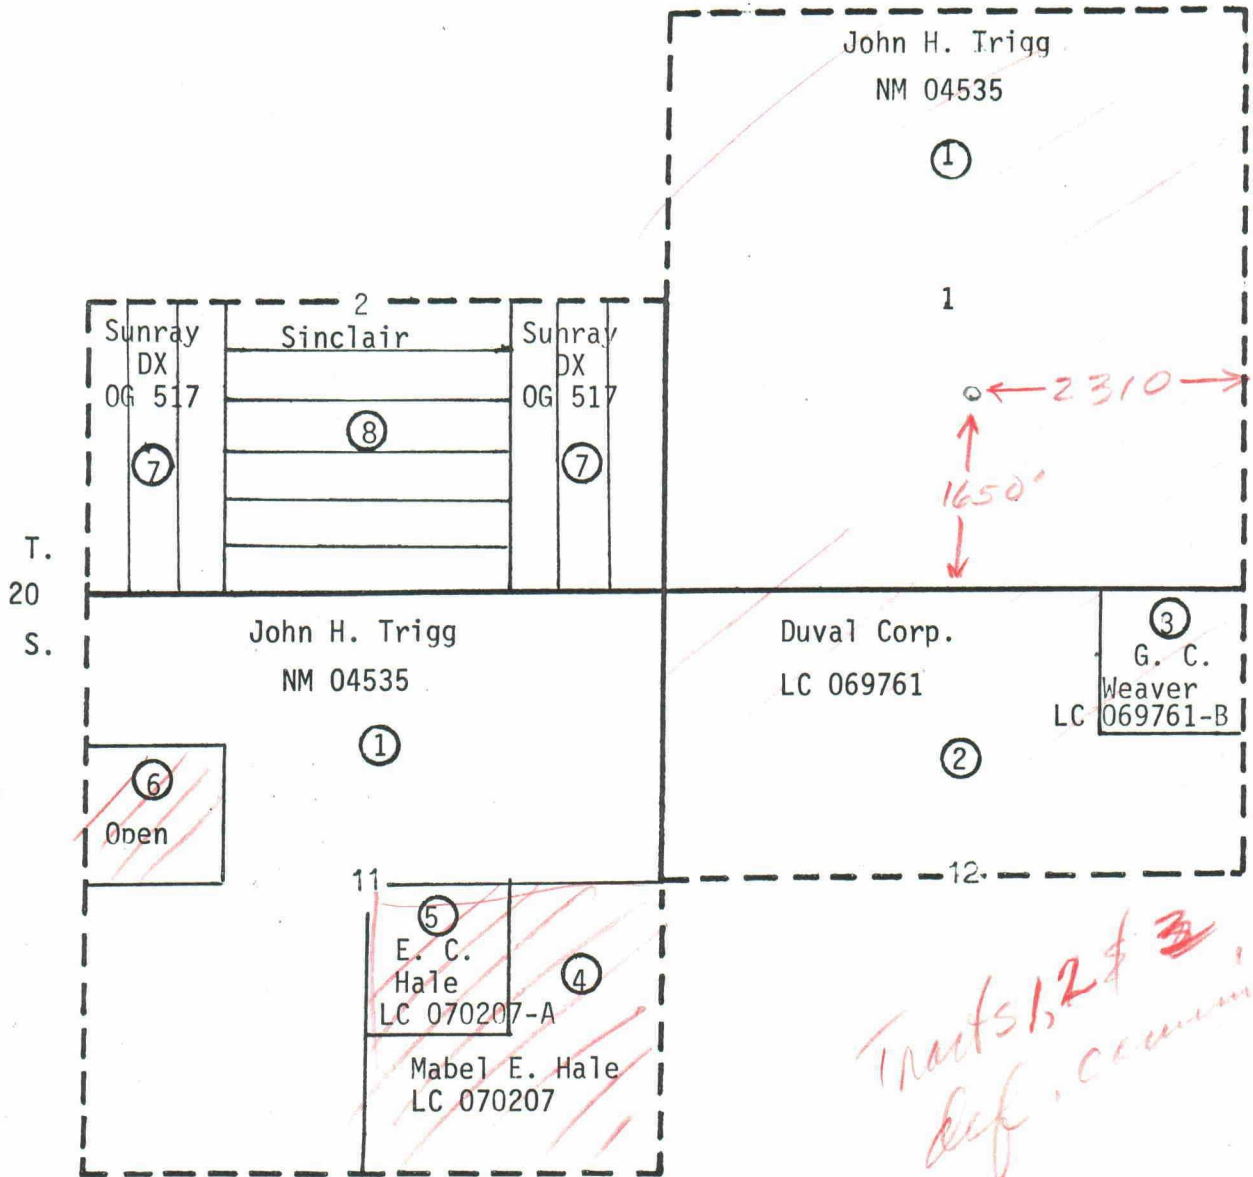 John H. Trigg
NM 04535
1
1
2310
1650'
2
Sunray
DX
OG 517
7
Sinclair
8
Sunray
DX
OG 517
7
T.
20
S.
John H. Trigg
NM 04535
1
6
Open
11
5
E. C.
Hale
LC 070207-A
4
Mabel E. Hale
LC 070207
Duval Corp.
LC 069761
2
3
G. C.
Weaver
LC 069761-B
12
Tracts 1, 2 & 3
def.